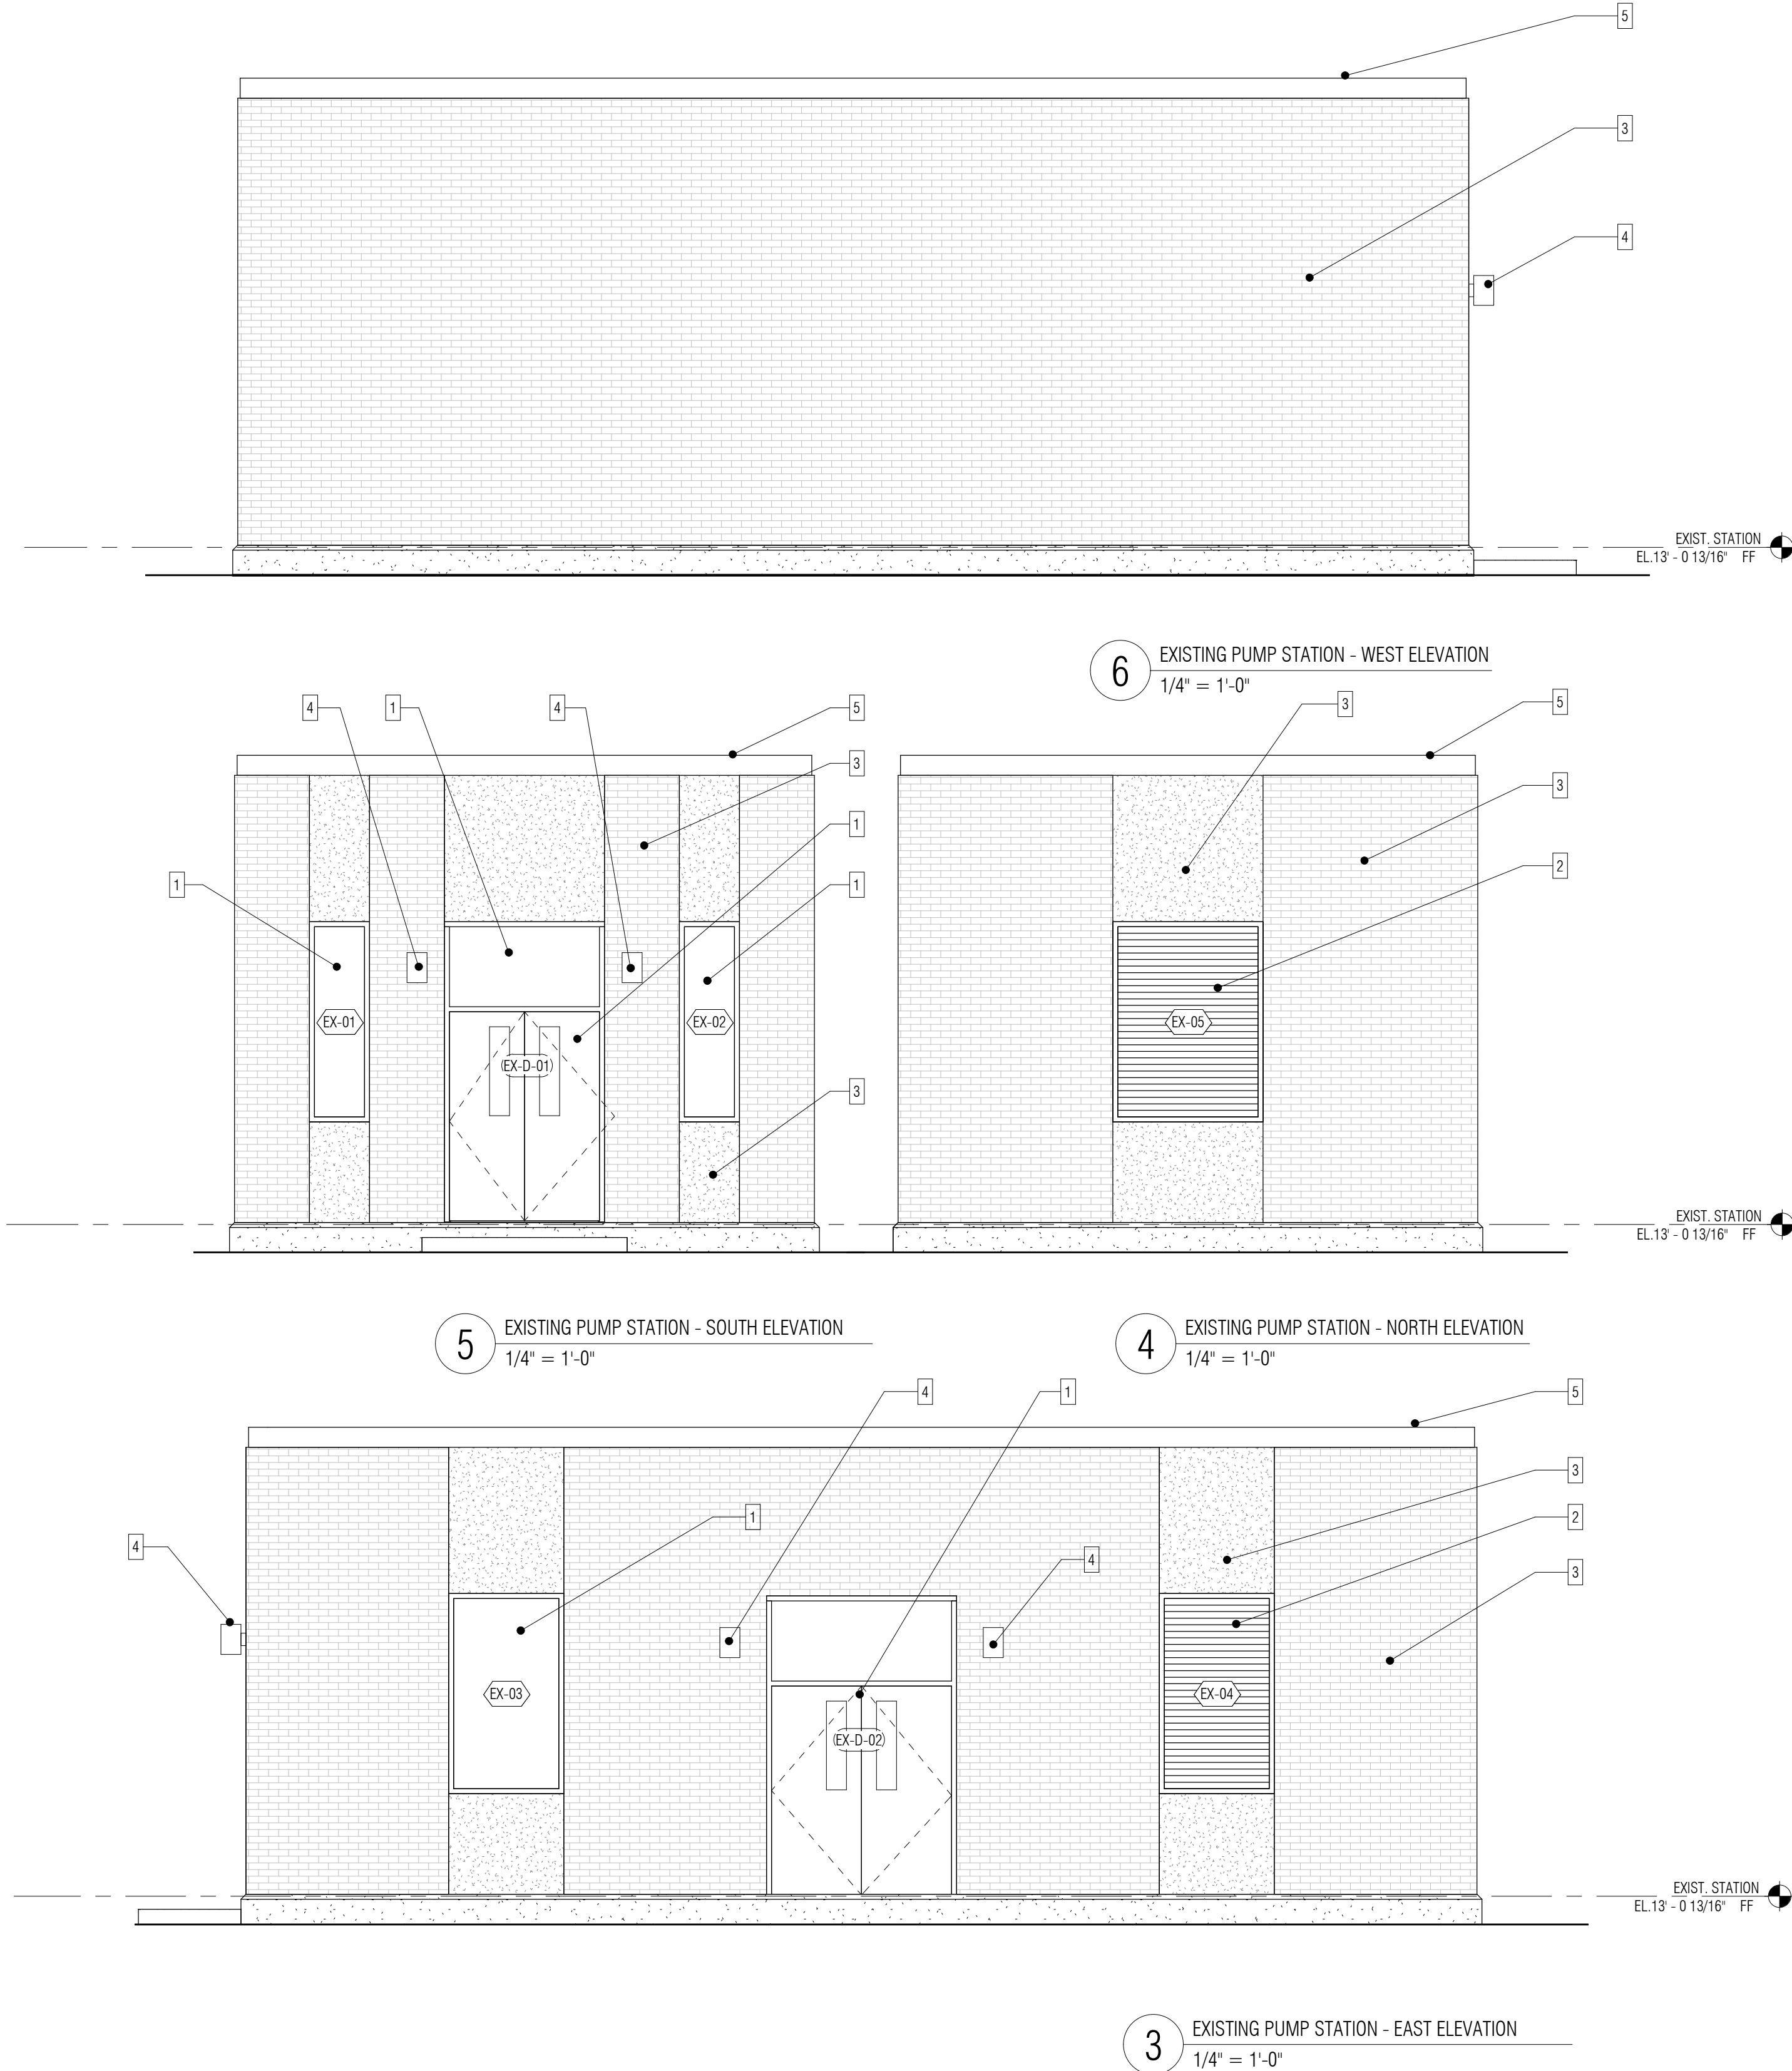 5
3
4
EXIST. STATION
EL.13' - 0 13/16" FF
6
EXISTING PUMP STATION - WEST ELEVATION
1/4" = 1'-0"
4
1
4
5
3
5
3
3
1
2
1
1
EX-01
EX-02
EX-05
EX-D-01
3
EXIST. STATION
EL.13' - 0 13/16" FF
5
EXISTING PUMP STATION - SOUTH ELEVATION
1/4" = 1'-0"
4
EXISTING PUMP STATION - NORTH ELEVATION
1/4" = 1'-0"
4
1
5
3
1
2
4
4
3
EX-03
EX-04
EX-D-02
EXIST. STATION
EL.13' - 0 13/16" FF
3
EXISTING PUMP STATION - EAST ELEVATION
1/4" = 1'-0"